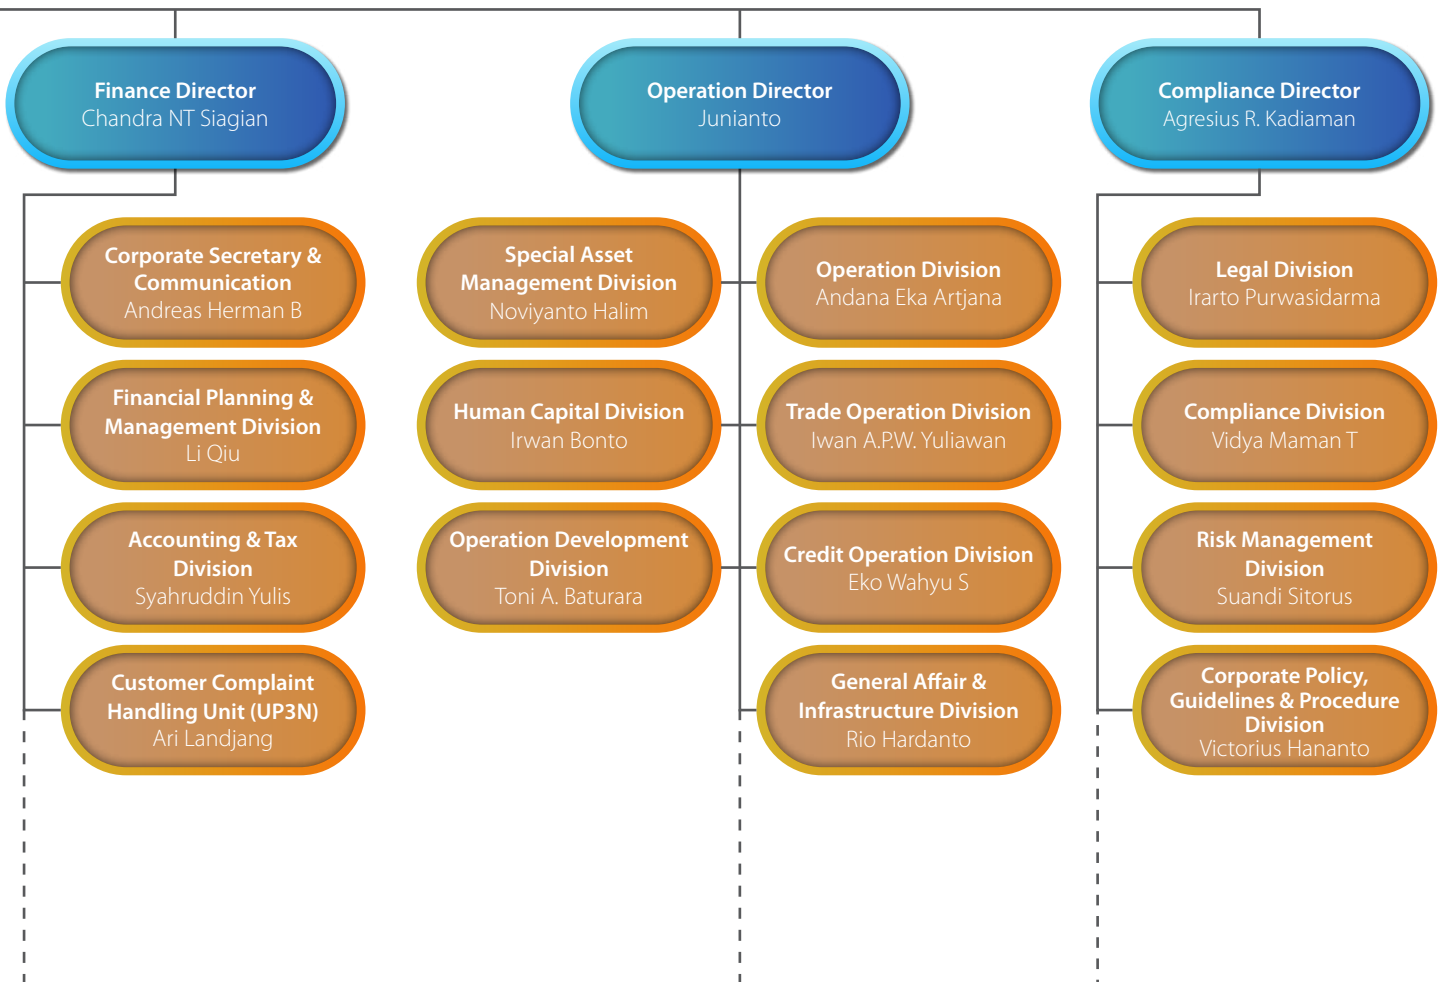 Finance Director
Chandra NT Siagian
Operation Director
Junianto
Compliance Director
Agresius R. Kadiaman
Corporate Secretary &
Communication
Andreas Herman B
Financial Planning &
Management Division
Li Qiu
Accounting & Tax
Division
Syahruddin Yulis
Customer Complaint
Handling Unit (UP3N)
Ari Landjang
Special Asset
Management Division
Noviyanto Halim
Human Capital Division
Irwan Bonto
Operation Development
Division
Toni A. Baturara
Operation Division
Andana Eka Artjana
Trade Operation Division
Iwan A.P.W. Yuliawan
Credit Operation Division
Eko Wahyu S
General Affair &
Infrastructure Division
Rio Hardanto
Legal Division
Irarto Purwasidarma
Compliance Division
Vidya Maman T
Risk Management
Division
Suandi Sitorus
Corporate Policy,
Guidelines & Procedure
Division
Victorius Hananto